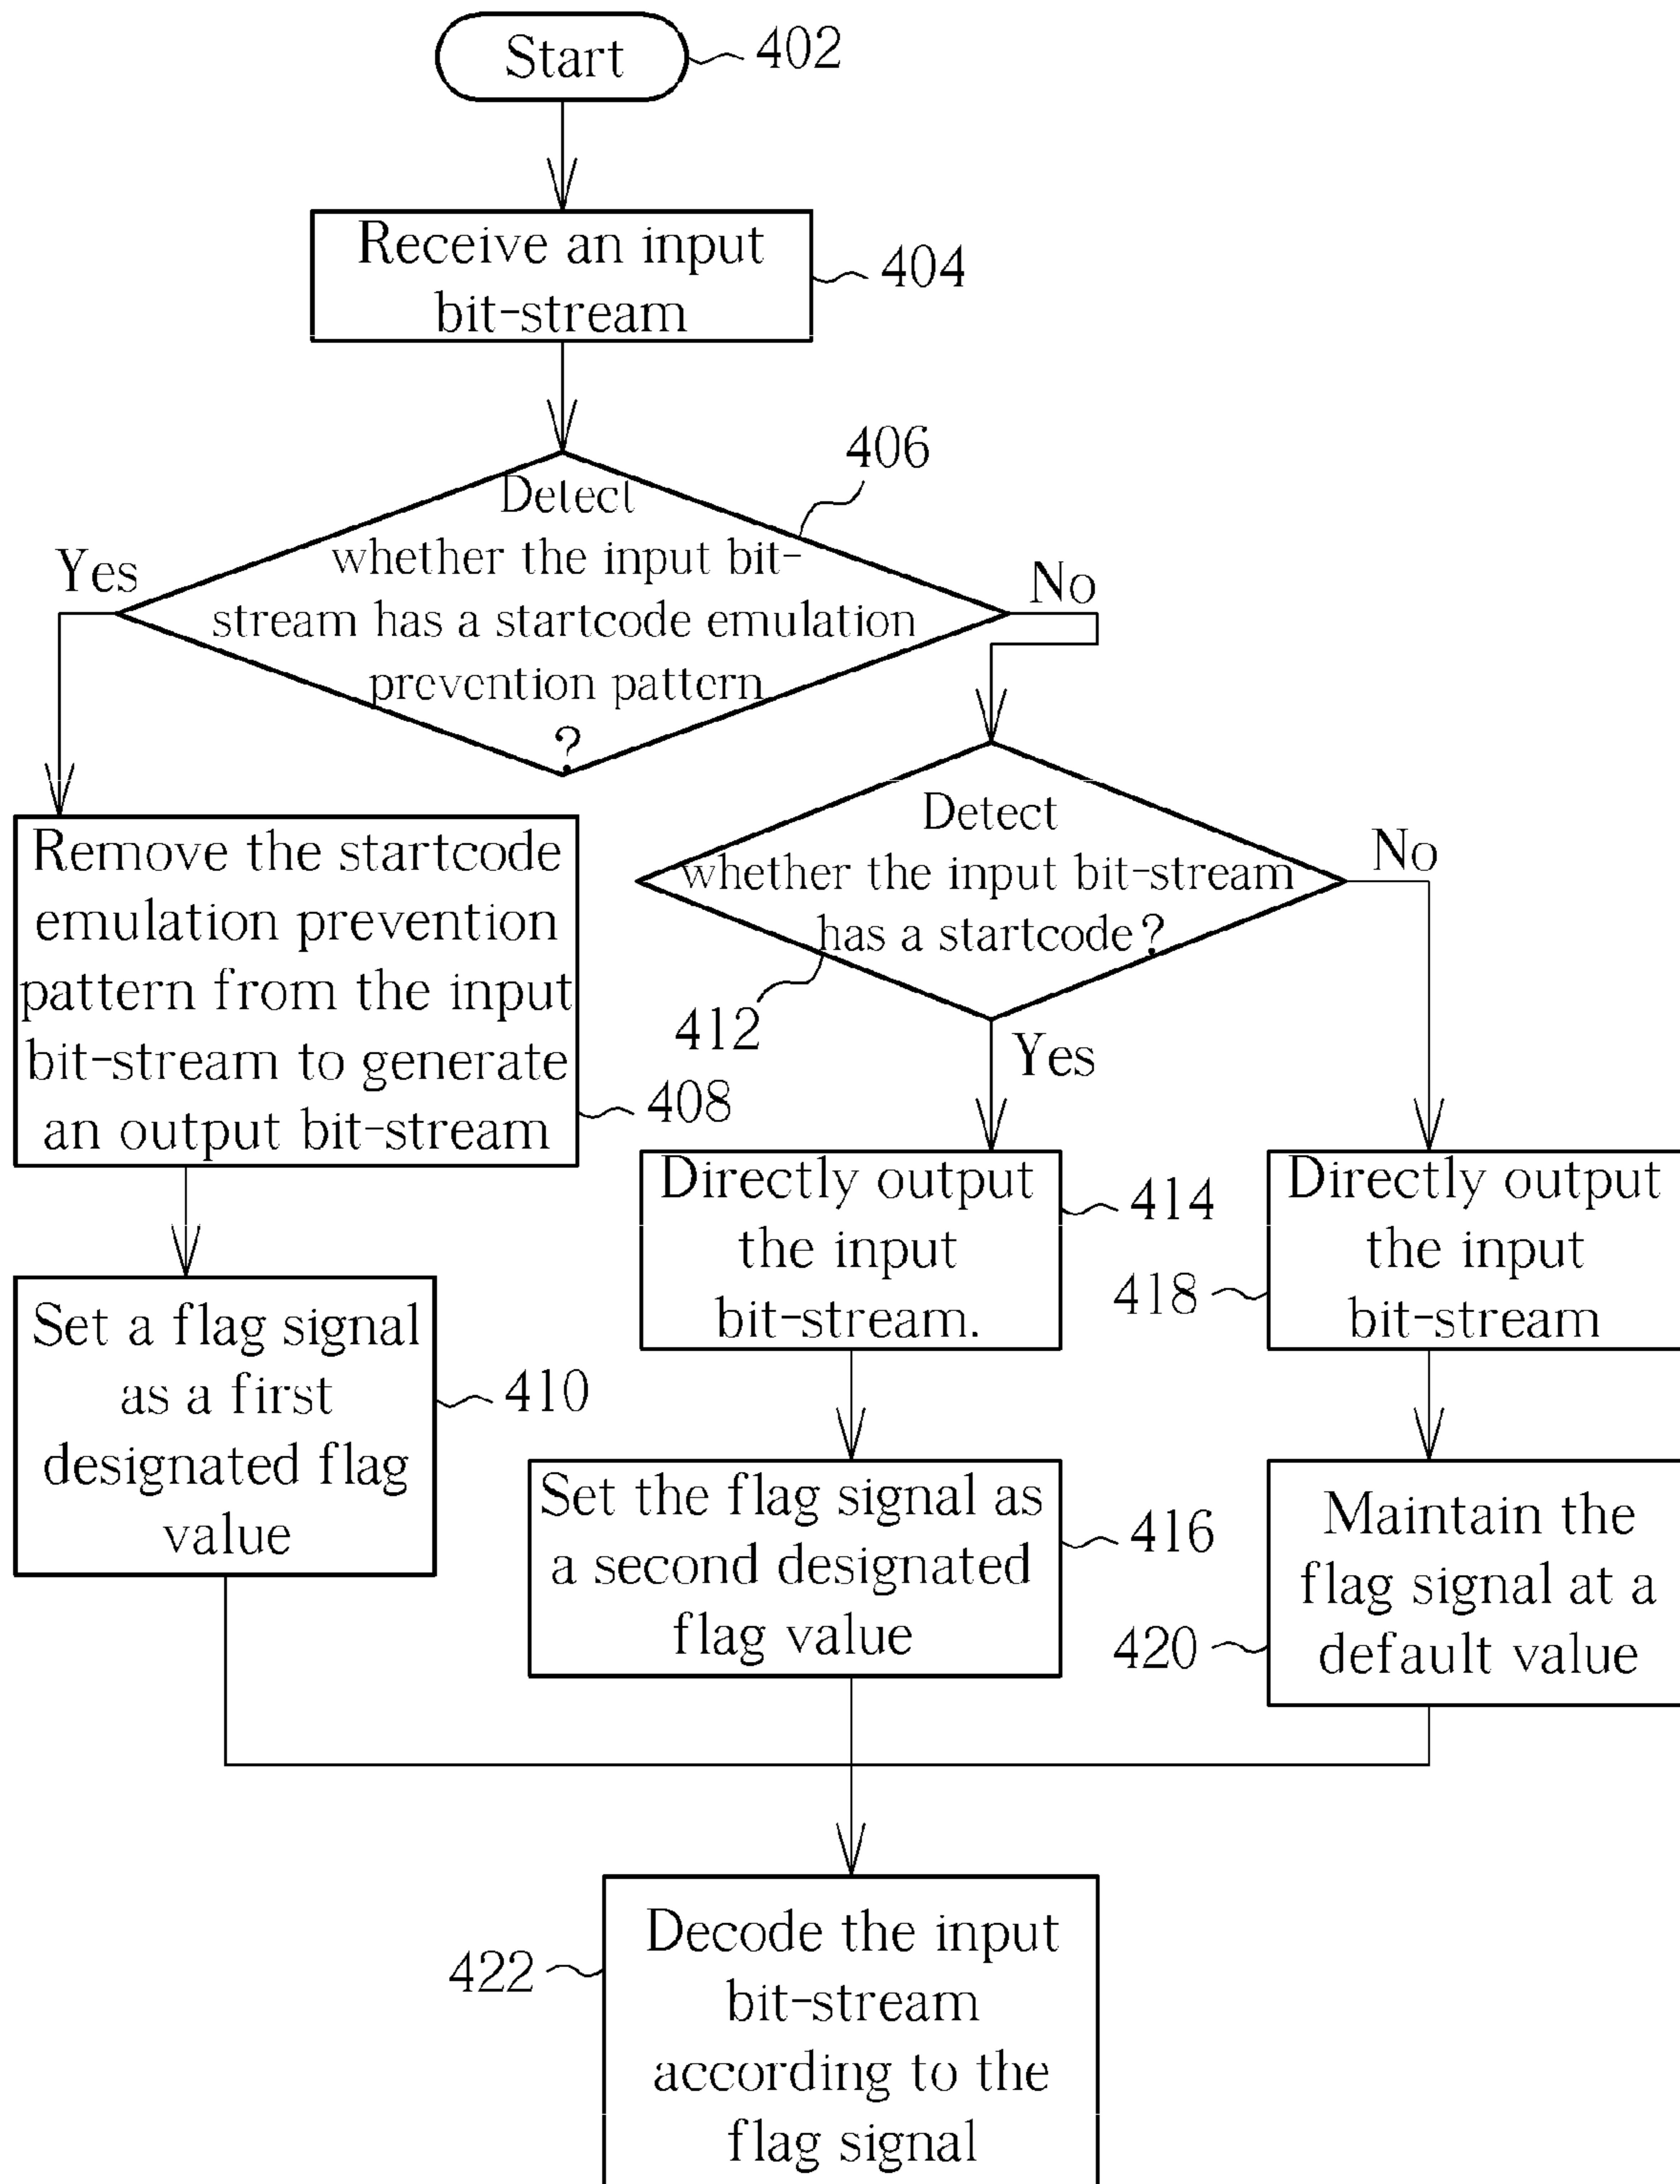 Start
402
Receive an input
bit-stream
404
406
Detect
whether the input bit-
stream has a startcode emulation
prevention pattern
?
Yes
No
Remove the startcode
emulation prevention
pattern from the input
bit-stream to generate
an output bit-stream
408
Detect
whether the input bit-stream
has a startcode?
412
No
Yes
Set a flag signal
as a first
designated flag
value
410
Directly output
the input
bit-stream.
414
Directly output
the input
bit-stream
418
Set the flag signal as
a second designated
flag value
416
Maintain the
flag signal at a
default value
420
Decode the input
bit-stream
according to the
flag signal
422